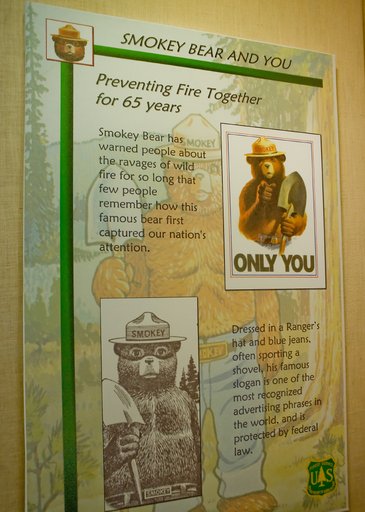 SMOKEY BEAR AND YOU
Preventing Fire Together
for 65 years
Smokey Bear has
warned people about
the ravages of wild
fire for so long that
few people
remember how this
famous bear first
captured our nation's
attention.
SMOKEY
ONLY YOU
SMOKEY
SMOKEY
Dressed in a Ranger's
hat and blue jeans,
often sporting a
shovel, his famous
slogan is one of the
most recognized
advertising phrases in
the world, and is
protected by federal
law.
UAS